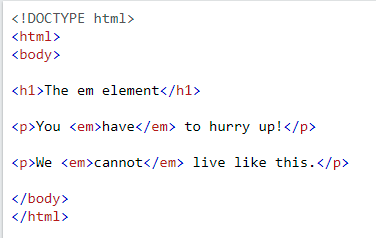 <!DOCTYPE html>
<html>
<body>
<h1>The em element</h1>
<p>You <em>have</em> to hurry up!</p>
<p>We <em>cannot</em> live like this.</p>
</body>
</html>